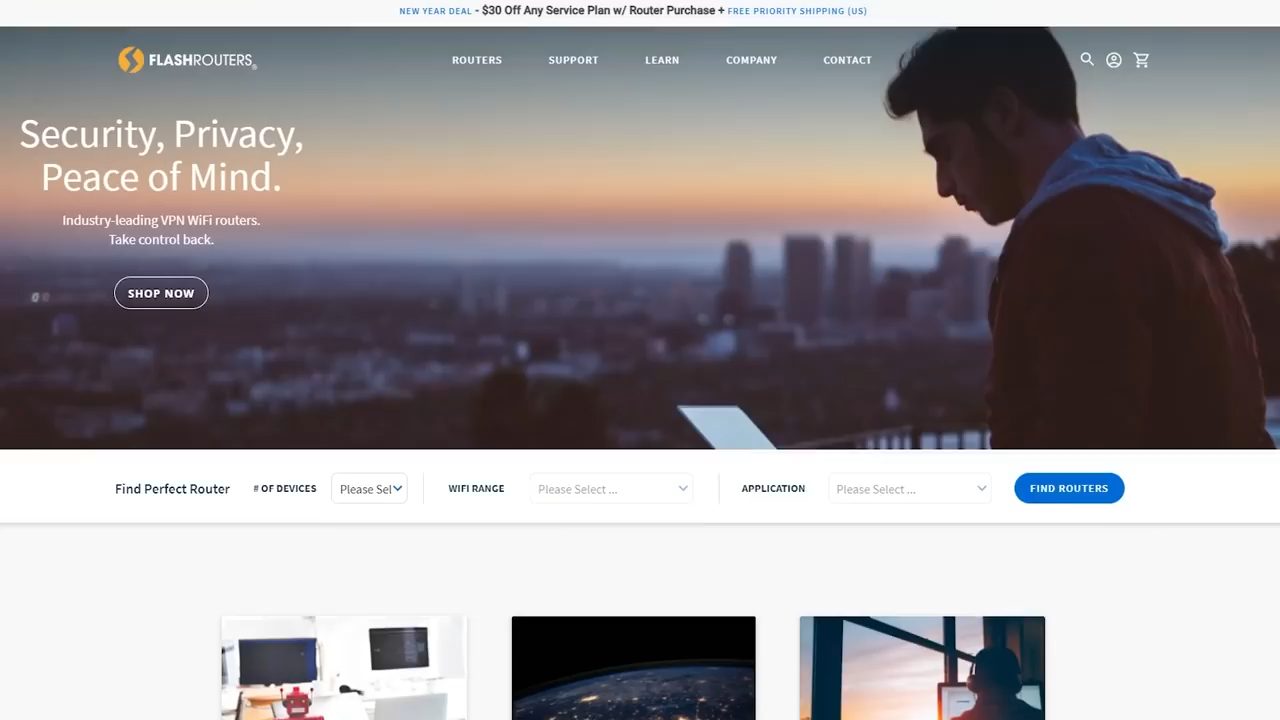 NEW YEAR DEAL - $30 Off Any Service Plan w/ Router Purchase + FREE PRIORITY SHIPPING (US)
FLASHROUTERS®
ROUTERS SUPPORT LEARN COMPANY CONTACT
Security, Privacy,
Peace of Mind.
Industry-leading VPN WiFi routers.
Take control back.
SHOP NOW
Find Perfect Router # OF DEVICES Please Sel WIFI RANGE Please Select ... APPLICATION Please Select ... FIND ROUTERS